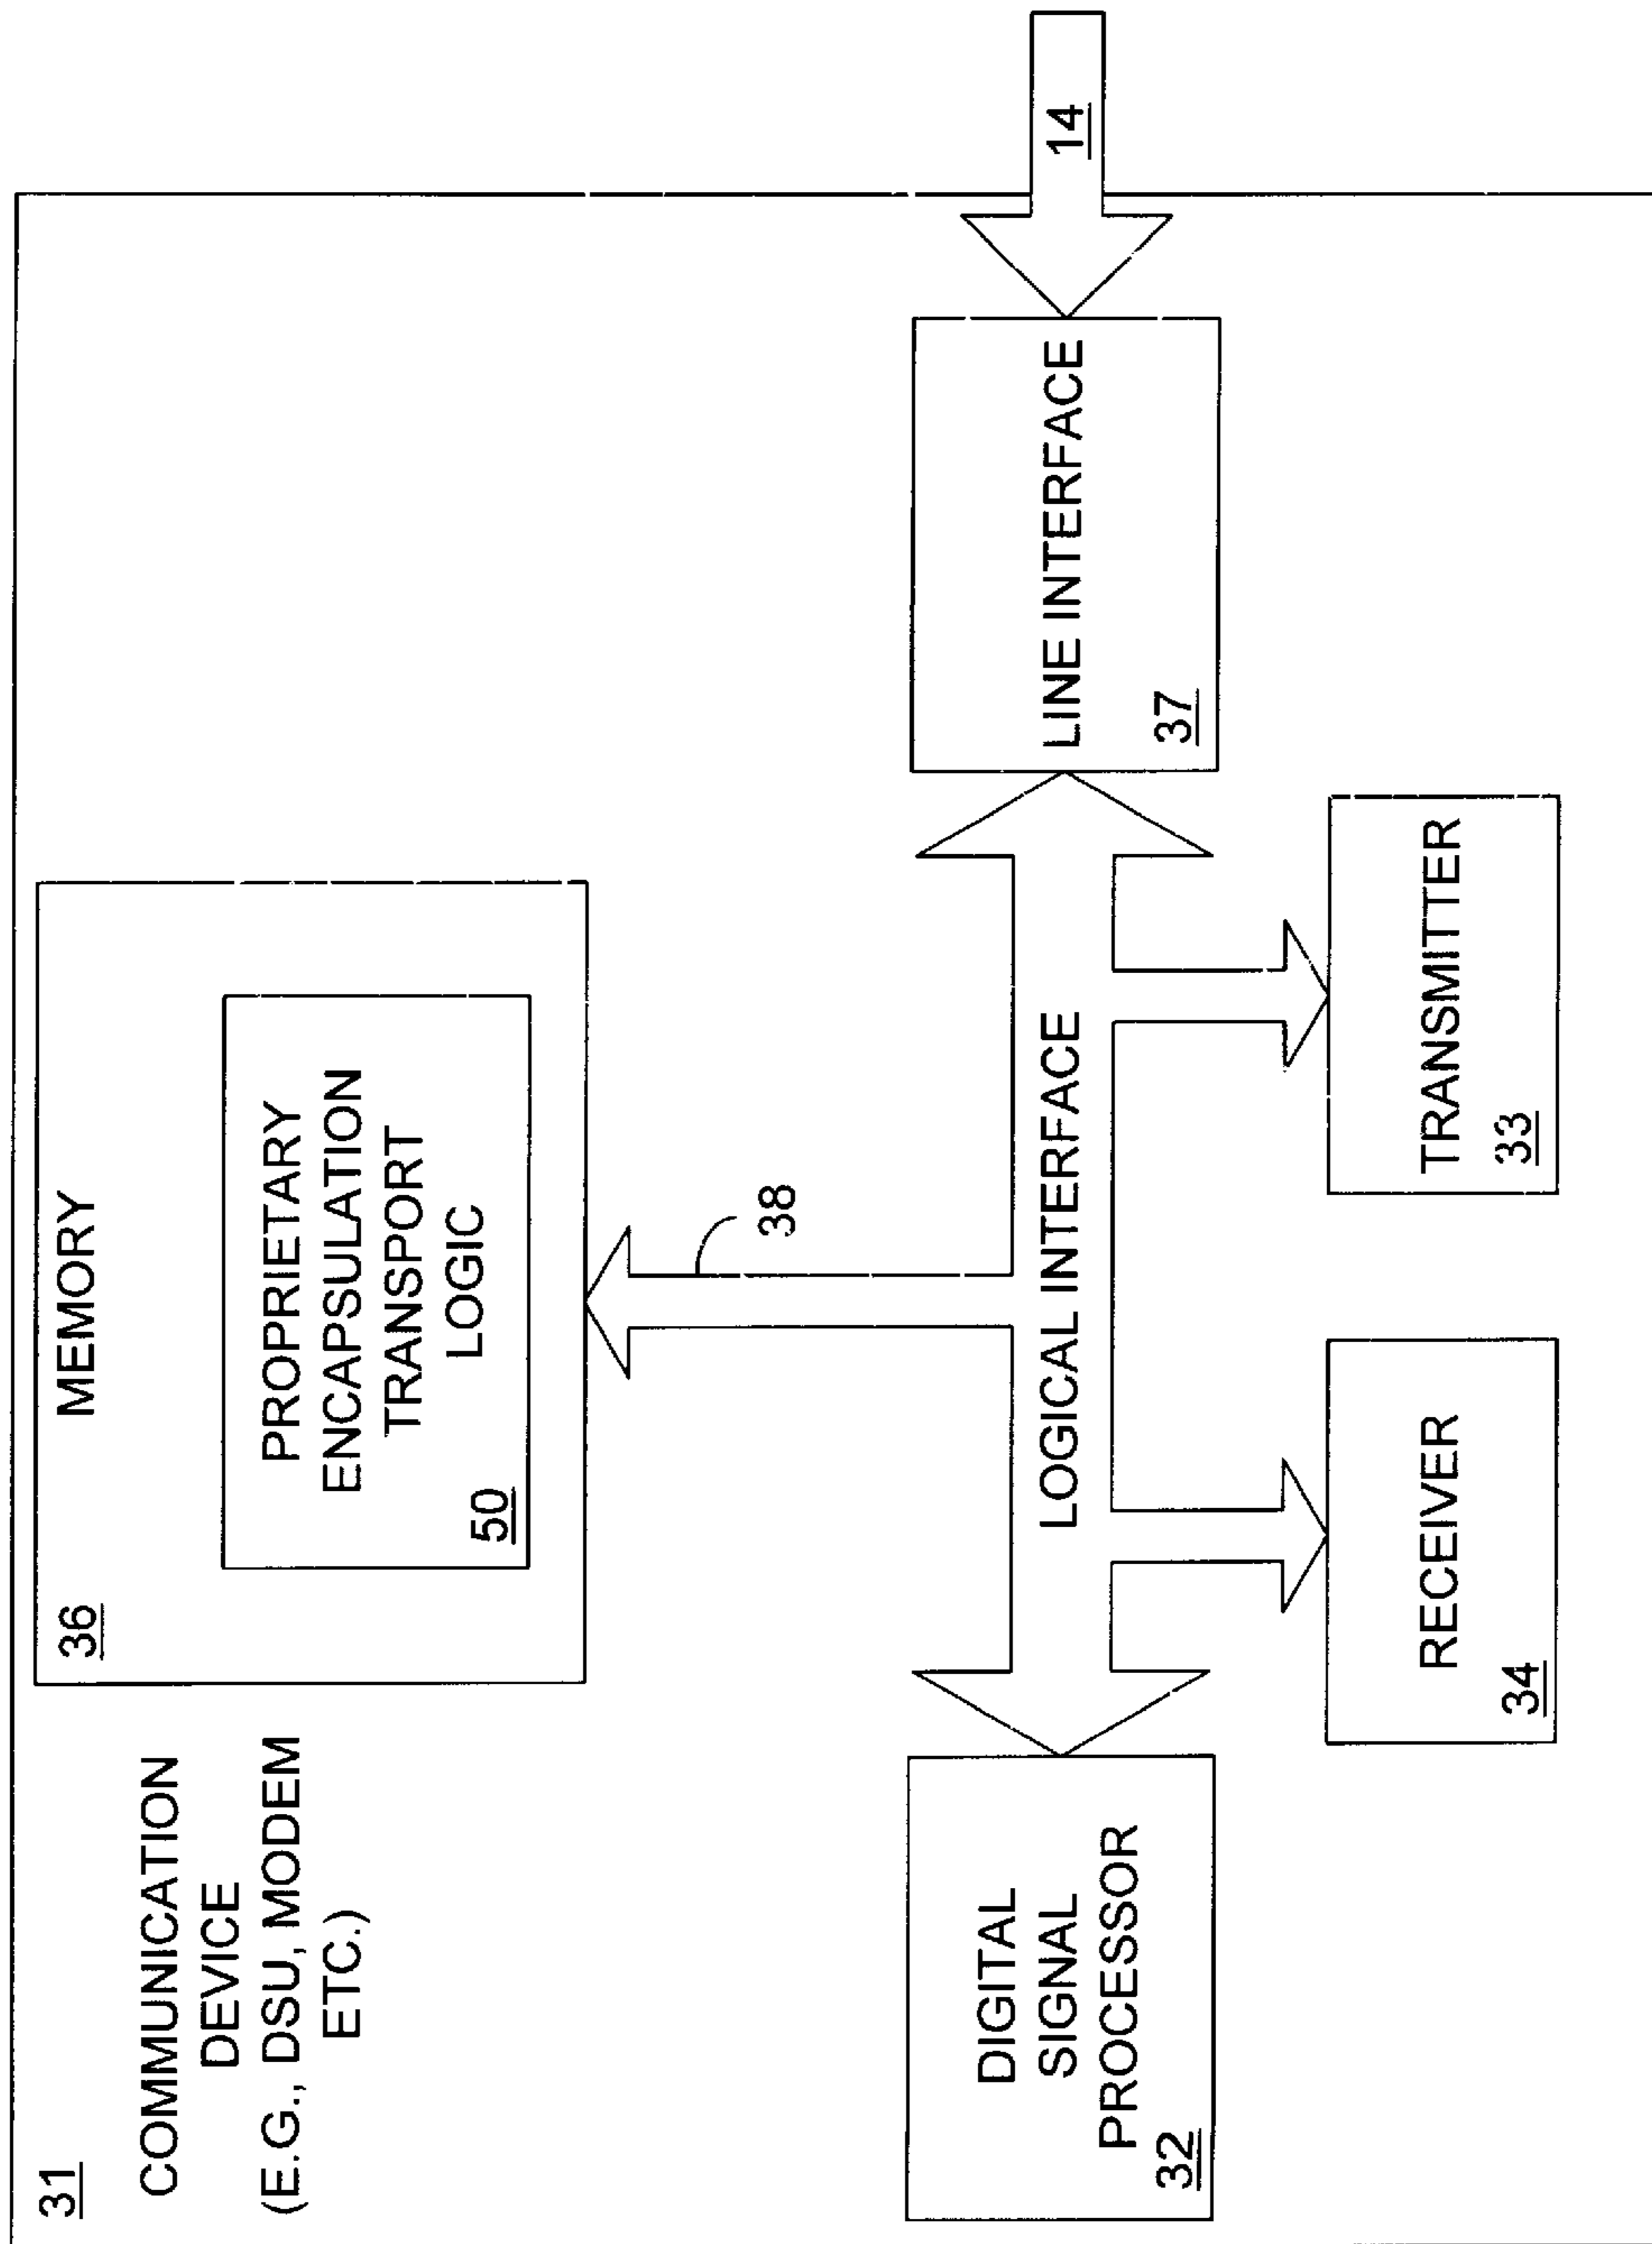 31
COMMUNICATION
DEVICE
(E.G., DSU, MODEM
ETC.)
36
MEMORY
PROPRIETARY
ENCAPSULATION
TRANSPORT
LOGIC
50
38
DIGITAL
SIGNAL
PROCESSOR
32
LOGICAL INTERFACE
LINE INTERFACE
37
14
RECEIVER
34
TRANSMITTER
33